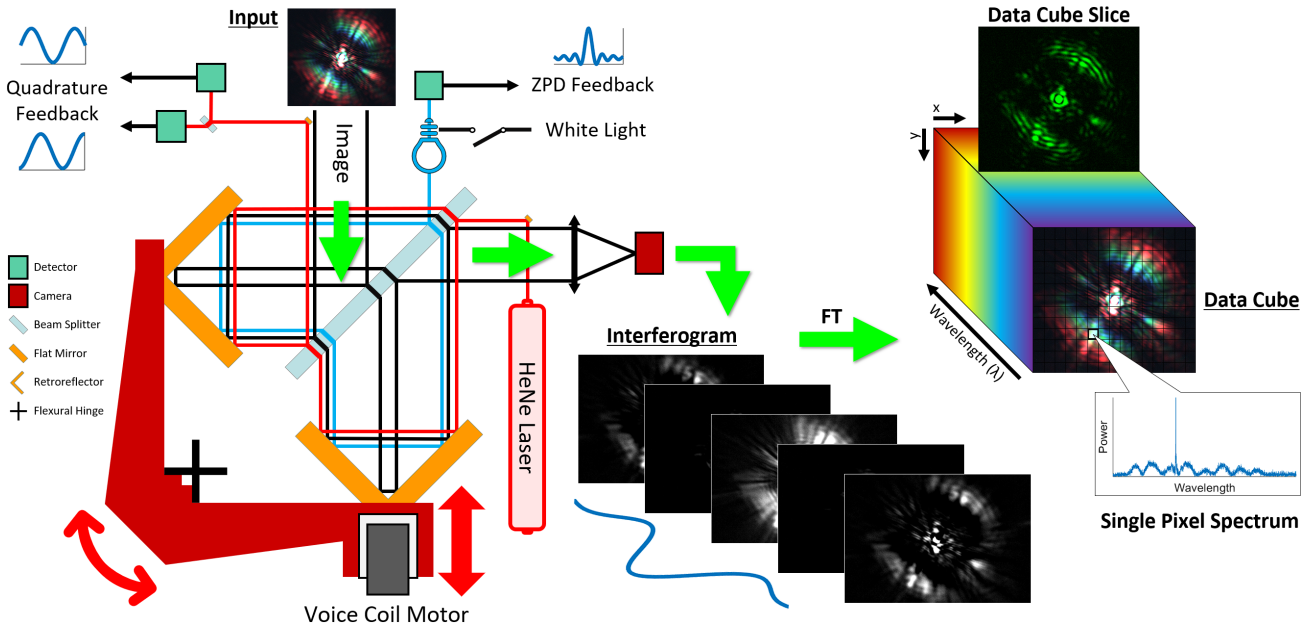 Input
Data Cube Slice
Quadrature
Feedback
ZPD Feedback
White Light
Image
x
y
Detector
Camera
Beam Splitter
Flat Mirror
Retroreflector
Flexural Hinge
HeNe Laser
Voice Coil Motor
Interferogram
FT
Wavelength (λ)
Data Cube
Power
Wavelength
Single Pixel Spectrum